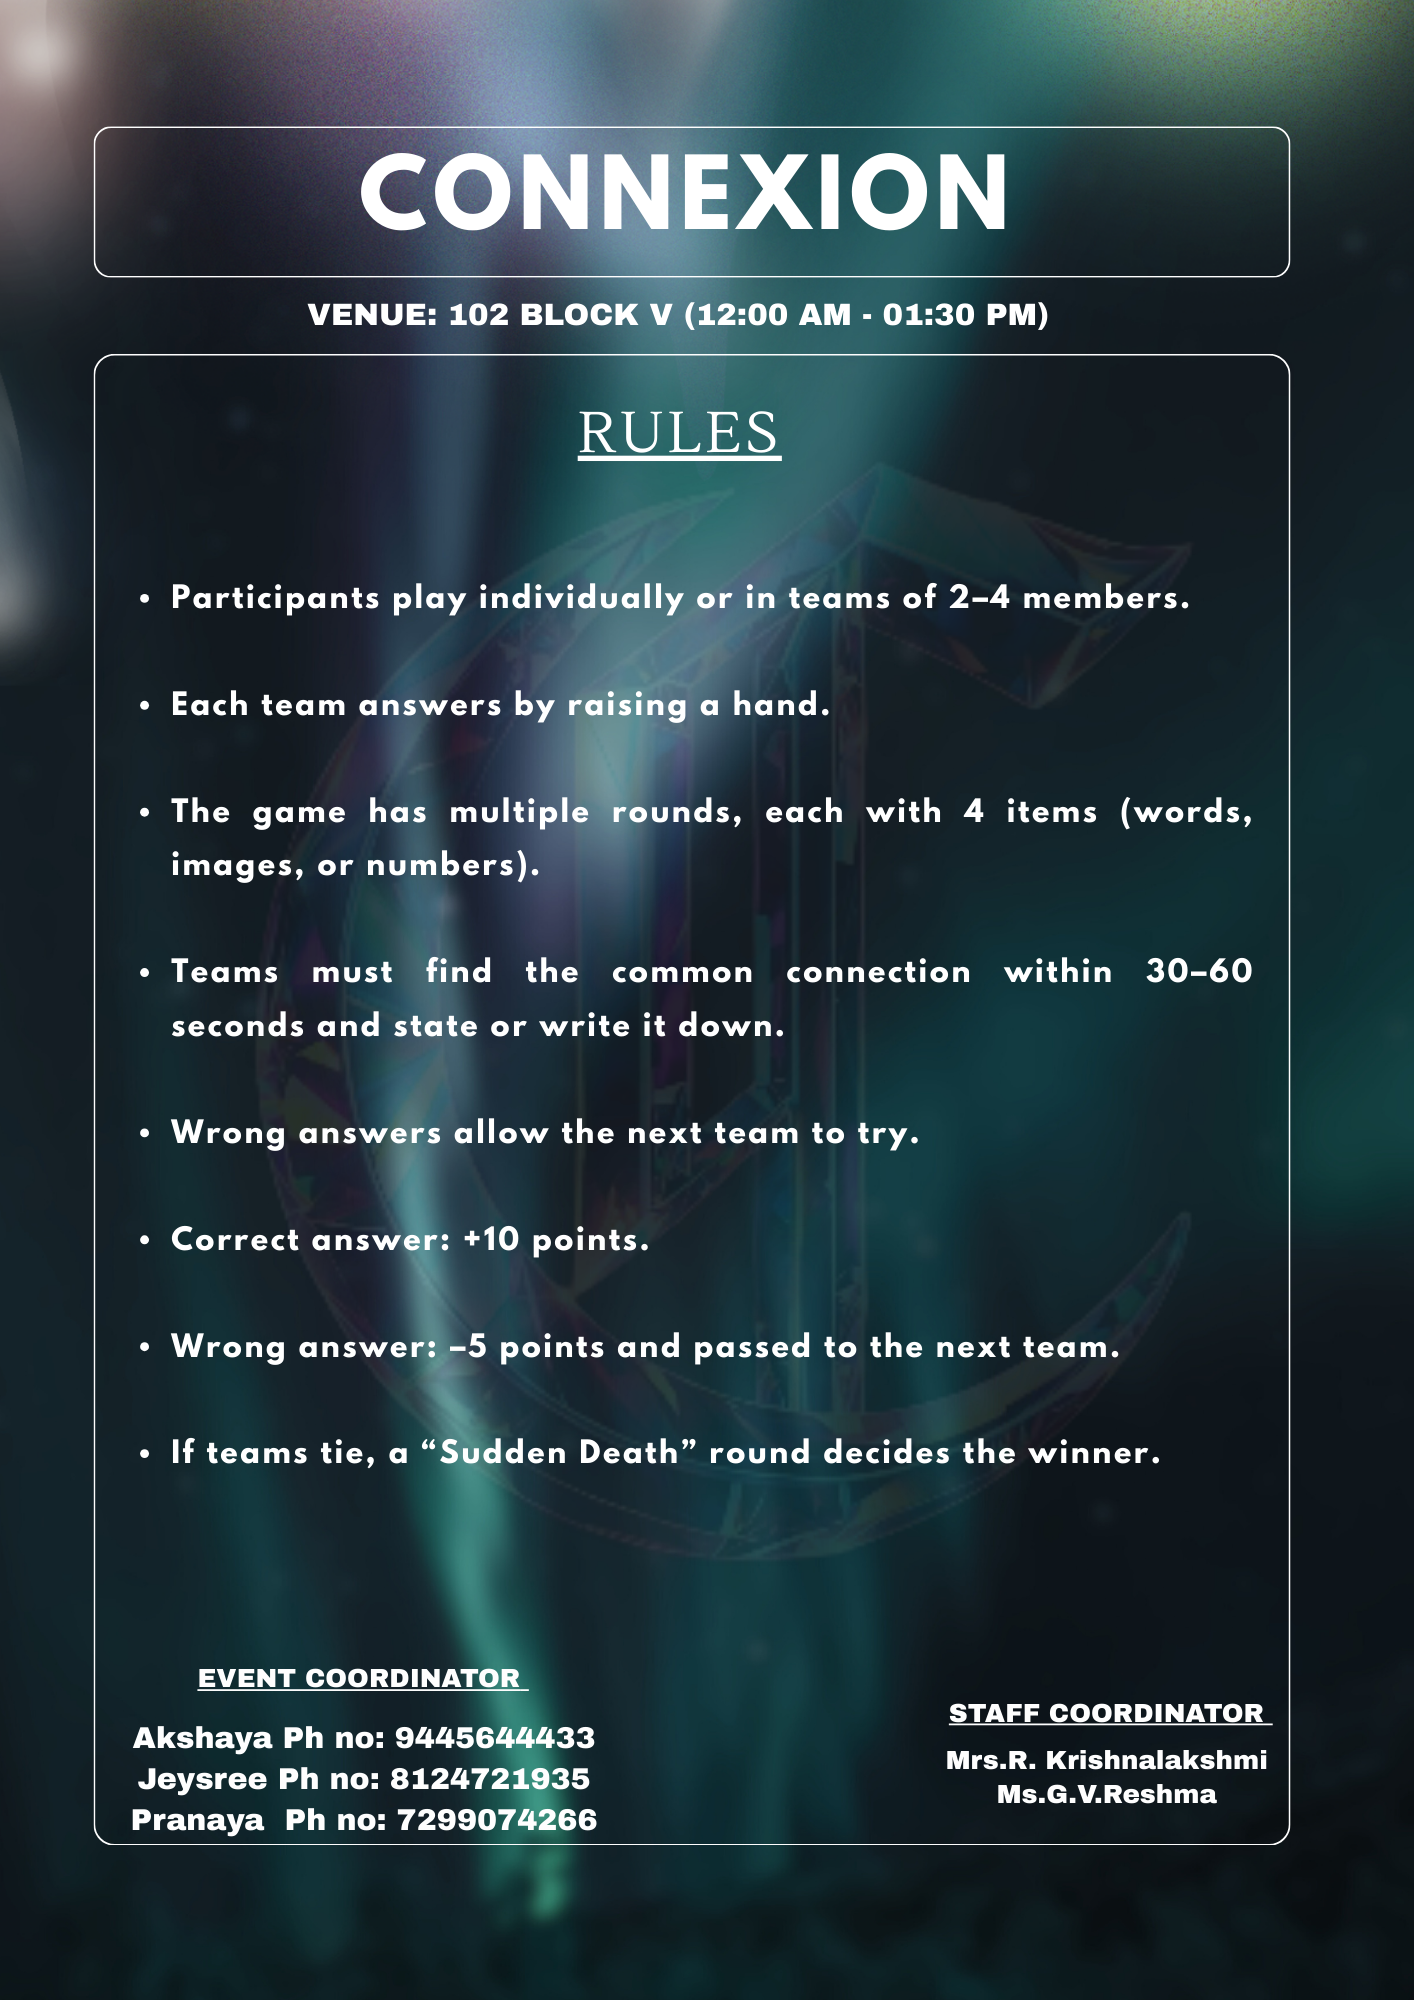 CONNEXION
VENUE: 102 BLOCK V (12:00 AM - 01:30 PM)
RULES
• Participants play individually or in teams of 2–4 members.
• Each team answers by raising a hand.
• The game has multiple rounds, each with 4 items (words,
images, or numbers).
• Teams must find the common connection within 30–60
seconds and state or write it down.
• Wrong answers allow the next team to try.
• Correct answer: +10 points.
• Wrong answer: –5 points and passed to the next team.
• If teams tie, a “Sudden Death” round decides the winner.
EVENT COORDINATOR
Akshaya Ph no: 9445644433
Jeysree Ph no: 8124721935
Pranaya Ph no: 7299074266
STAFF COORDINATOR
Mrs.R. Krishnalakshmi
Ms.G.V.Reshma